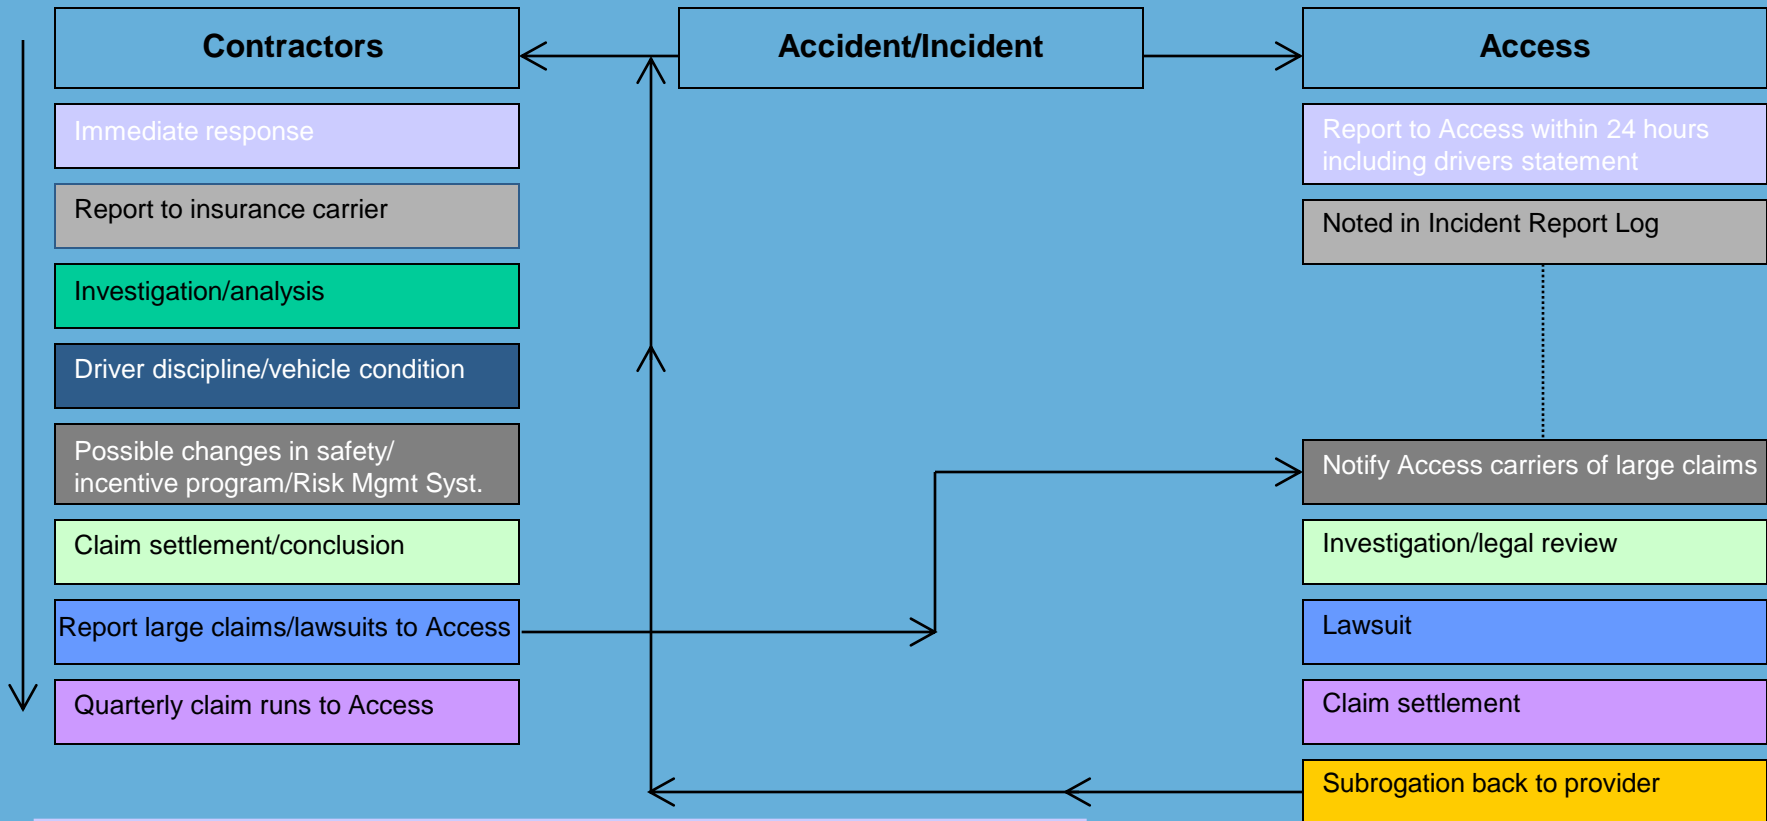 Contractors
Accident/Incident
Access
Immediate response
Report to insurance carrier
Investigation/analysis
Driver discipline/vehicle condition
Possible changes in safety/
incentive program/Risk Mgmt Syst.
Claim settlement/conclusion
Report large claims/lawsuits to Access
Quarterly claim runs to Access
Report to Access within 24 hours
including drivers statement
Noted in Incident Report Log
Notify Access carriers of large claims
Investigation/legal review
Lawsuit
Claim settlement
Subrogation back to provider